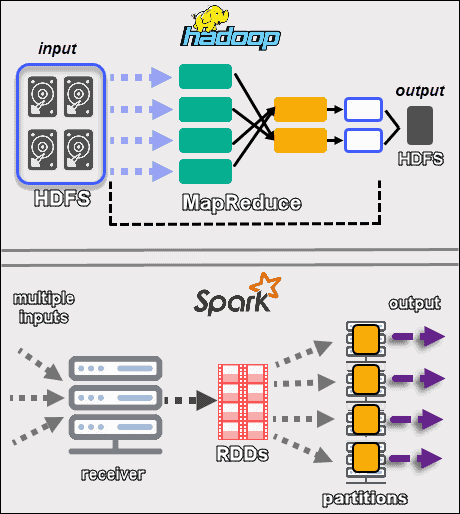 hadoop
input
output
HDFS
HDFS
MapReduce
Spark
multiple
inputs
output
receiver
RDDs
partitions